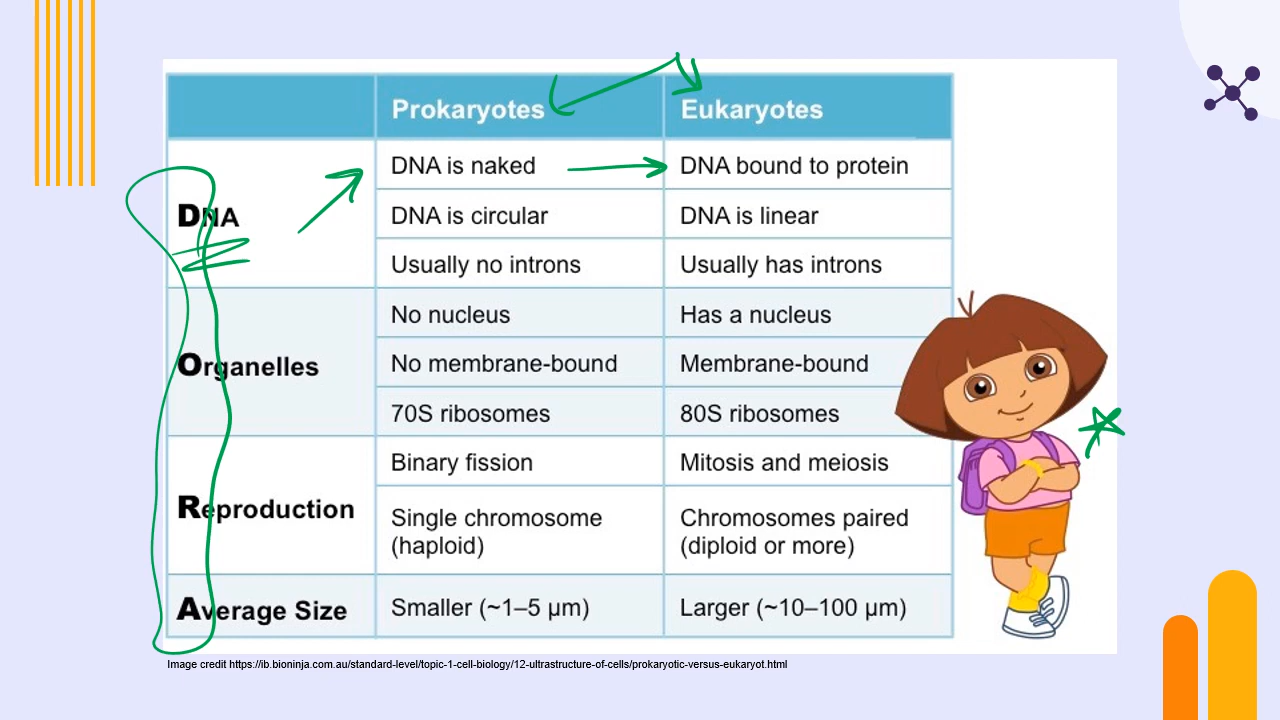 Prokaryotes Eukaryotes
DNA is naked DNA bound to protein
DNA
DNA is circular DNA is linear
Usually no introns Usually has introns
No nucleus Has a nucleus
Organelles
No membrane-bound Membrane-bound
70S ribosomes 80S ribosomes
Binary fission Mitosis and meiosis
Reproduction
Single chromosome Chromosomes paired
(haploid) (diploid or more)
Average Size Smaller (~1–5 µm) Larger (~10–100 µm)
Image credit https://ib.bioninja.com.au/standard-level/topic-1-cell-biology/12-ultrastructure-of-cells/prokaryotic-versus-eukaryot.html